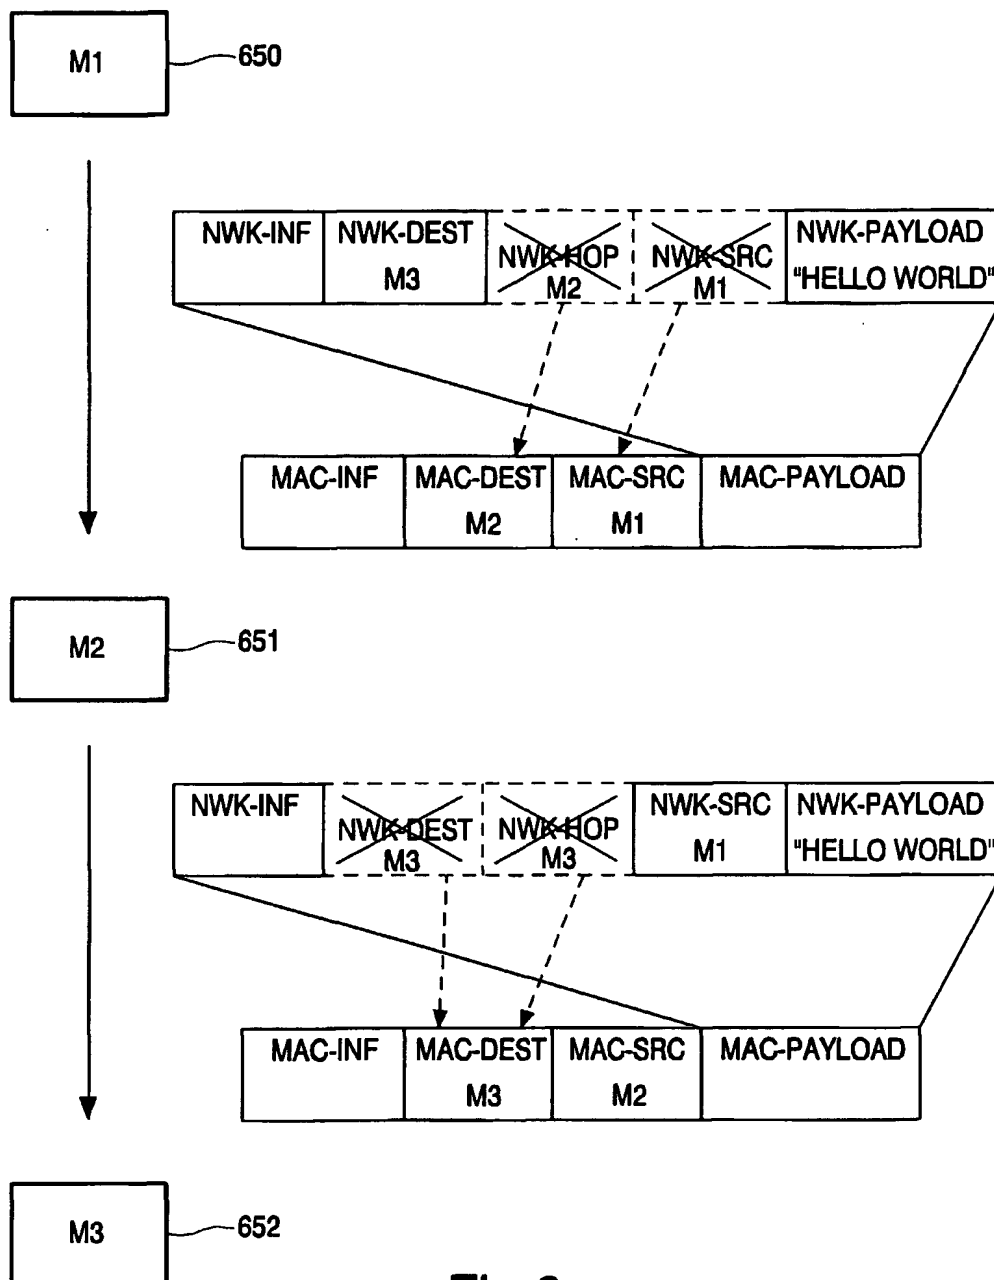 M1
650
NWK-INF NWK-DEST NWK-HOP NWK-SRC NWK-PAYLOAD
M3 M2 M1 "HELLO WORLD"
MAC-INF MAC-DEST MAC-SRC MAC-PAYLOAD
M2 M1
M2
651
NWK-INF NWK-DEST NWK-HOP NWK-SRC NWK-PAYLOAD
M3 M3 M1 "HELLO WORLD"
MAC-INF MAC-DEST MAC-SRC MAC-PAYLOAD
M3 M2
M3
652